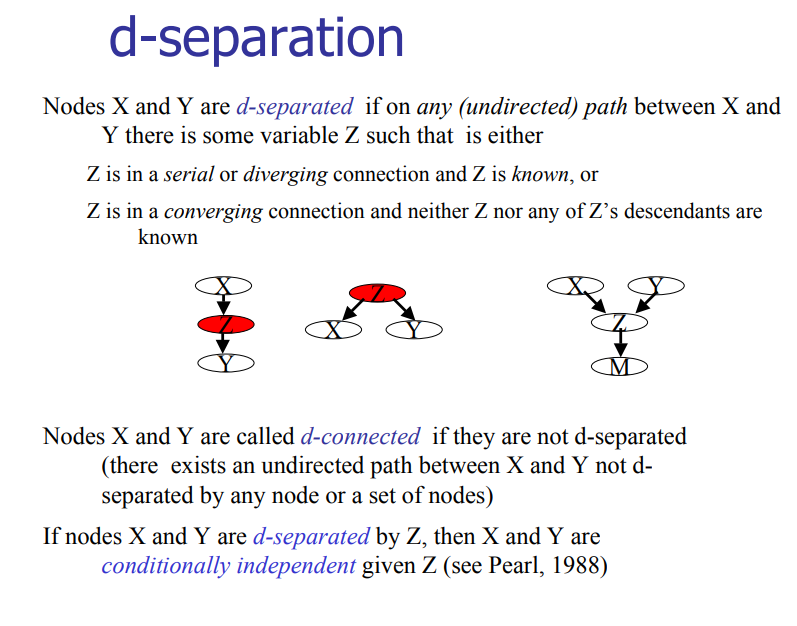 d-separation
Nodes X and Y are d-separated if on any (undirected) path between X and
Y there is some variable Z such that is either
Z is in a serial or diverging connection and Z is known, or
Z is in a converging connection and neither Z nor any of Z’s descendants are
known
X
Z
Y
Z
X Y
X Y
Z
M
Nodes X and Y are called d-connected if they are not d-separated
(there exists an undirected path between X and Y not d-
separated by any node or a set of nodes)
If nodes X and Y are d-separated by Z, then X and Y are
conditionally independent given Z (see Pearl, 1988)